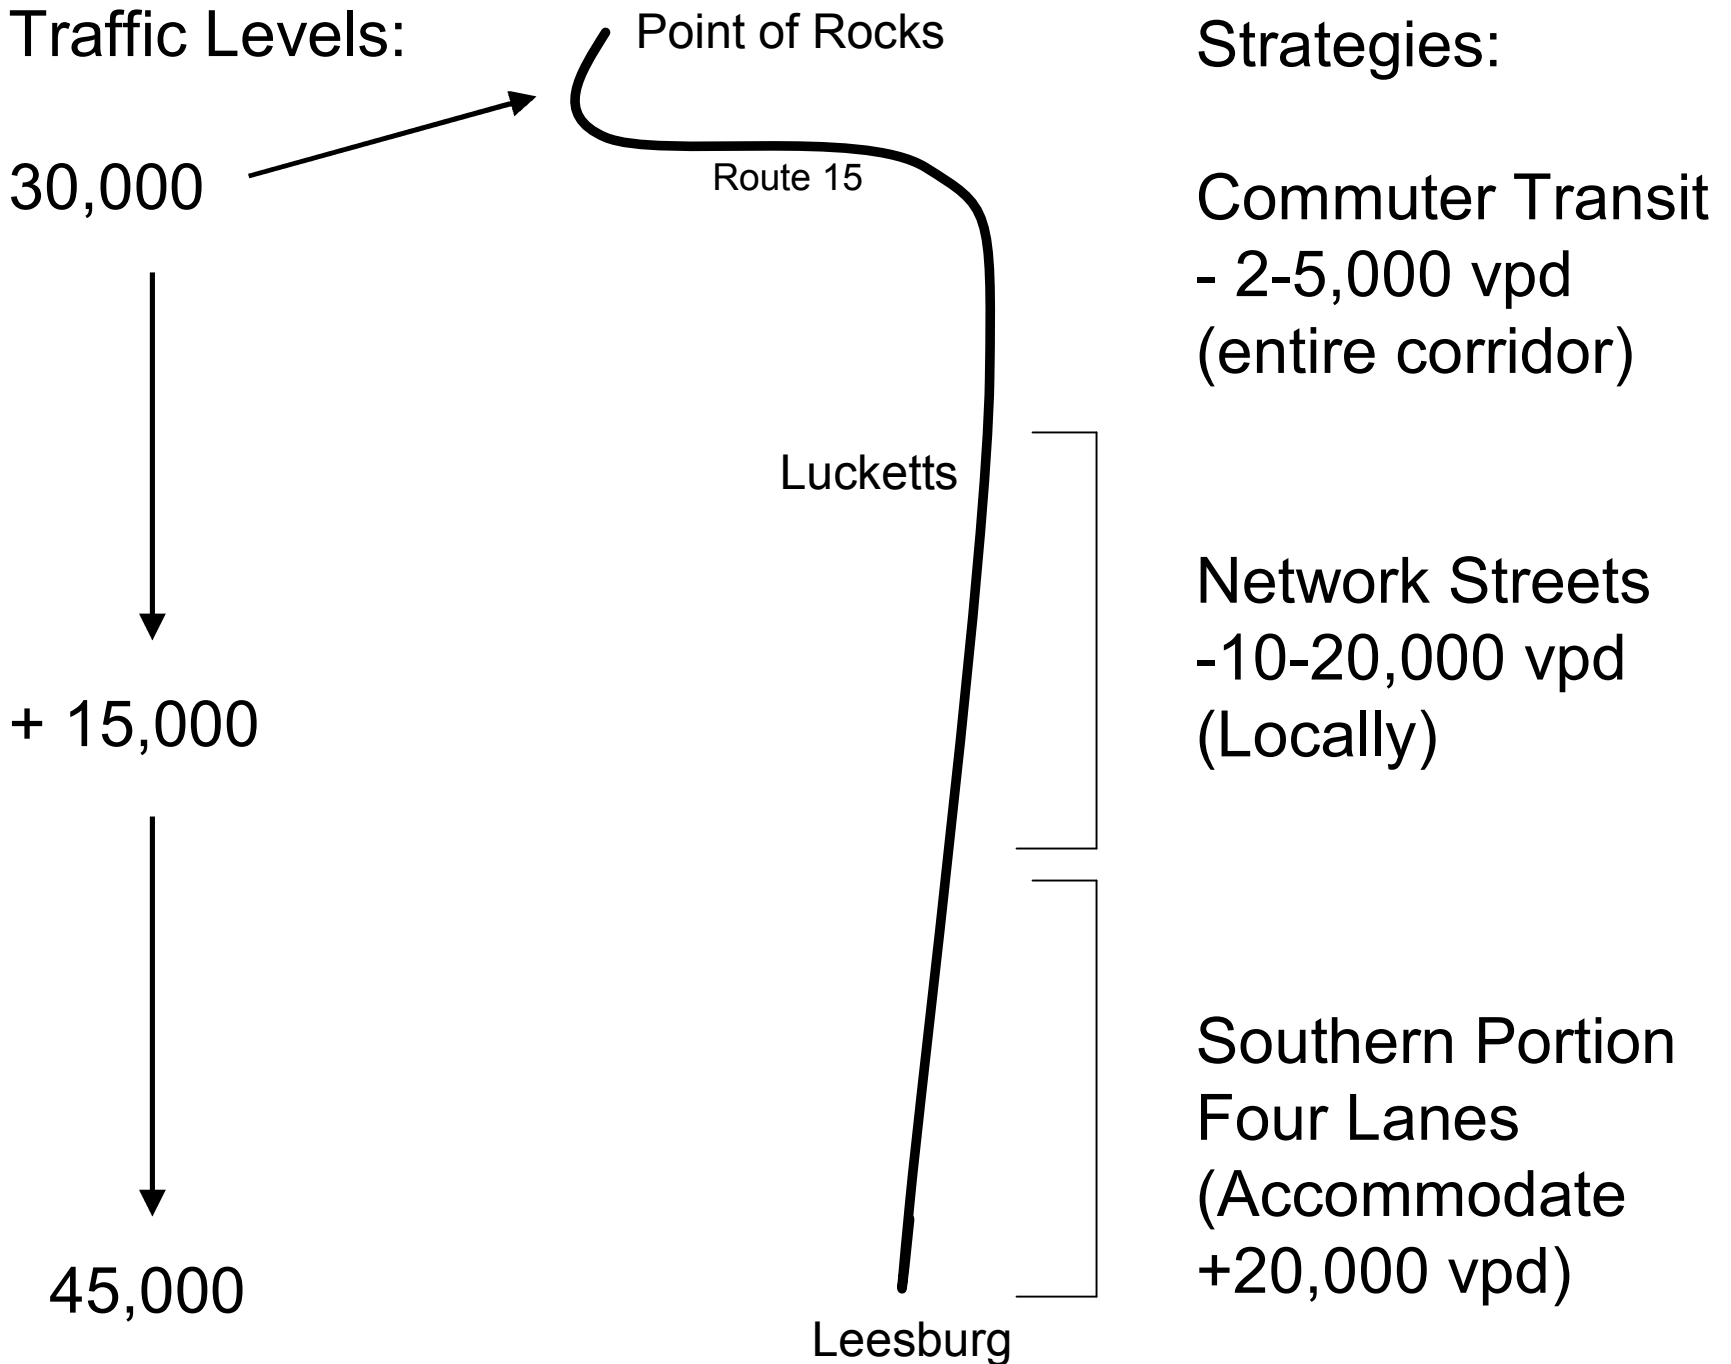 Traffic Levels:
30,000
+ 15,000
45,000
Point of Rocks
Route 15
Lucketts
Leesburg
Strategies:
Commuter Transit
- 2-5,000 vpd
(entire corridor)
Network Streets
-10-20,000 vpd
(Locally)
Southern Portion
Four Lanes
(Accommodate
+20,000 vpd)